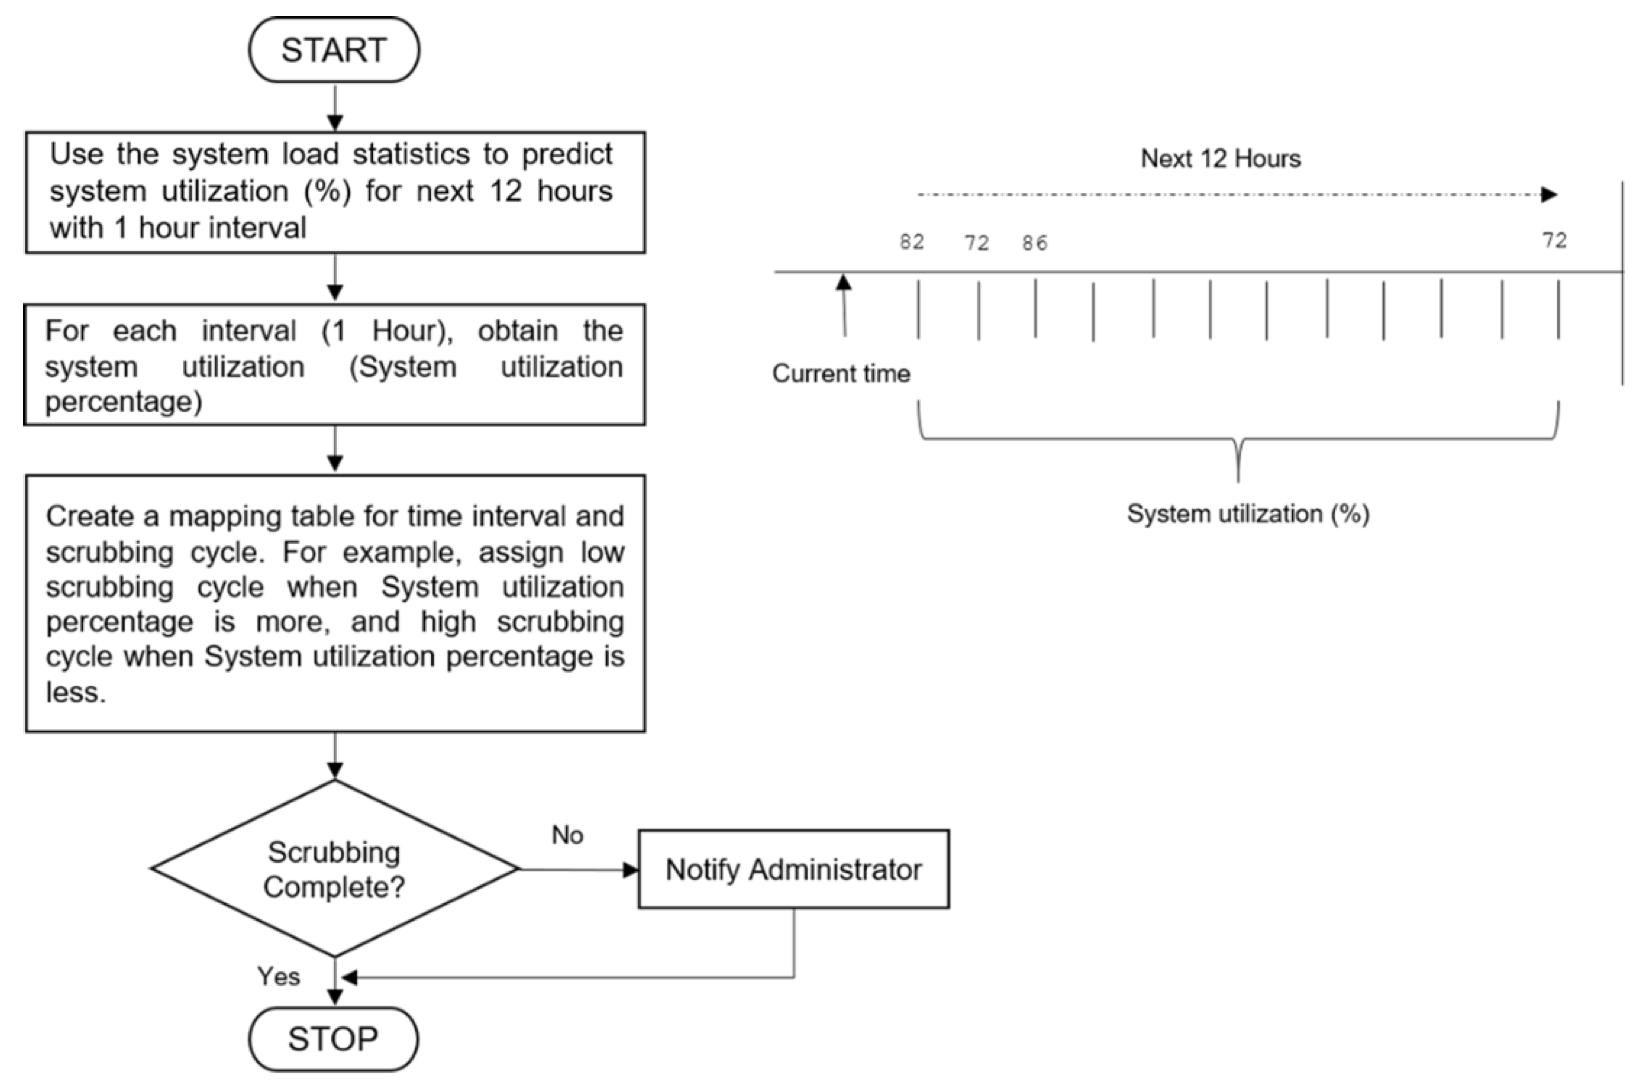 START
Use the system load statistics to predict
system utilization (%) for next 12 hours
with 1 hour interval
For each interval (1 Hour), obtain the
system utilization (System utilization
percentage)
Create a mapping table for time interval and
scrubbing cycle. For example, assign low
scrubbing cycle when System utilization
percentage is more, and high scrubbing
cycle when System utilization percentage is
less.
Scrubbing
Complete?
No
Notify Administrator
Yes
STOP
Next 12 Hours
82 72 86 72
Current time
System utilization (%)